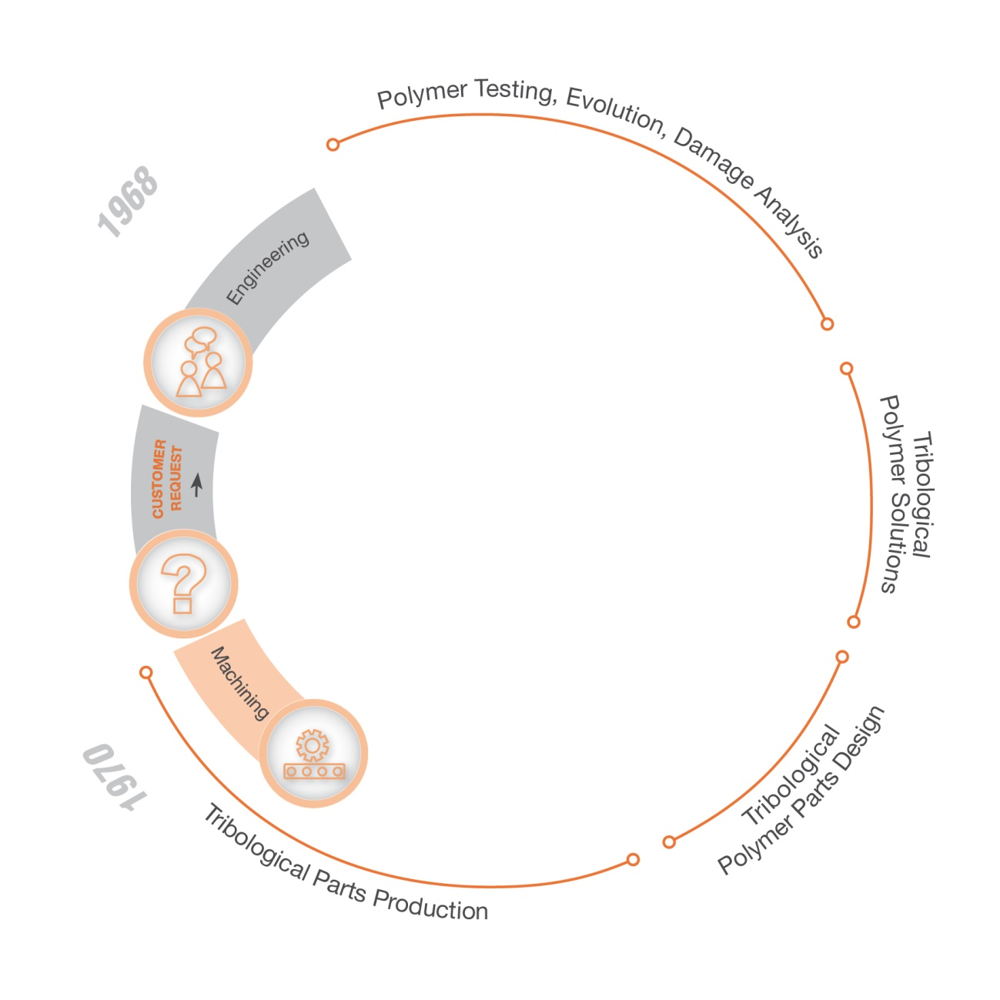 Polymer Testing, Evolution, Damage Analysis
1968
Engineering
CUSTOMER
REQUEST
?
Tribological
Polymer Solutions
Machining
Tribological
Polymer Parts Design
1970
Tribological Parts Production